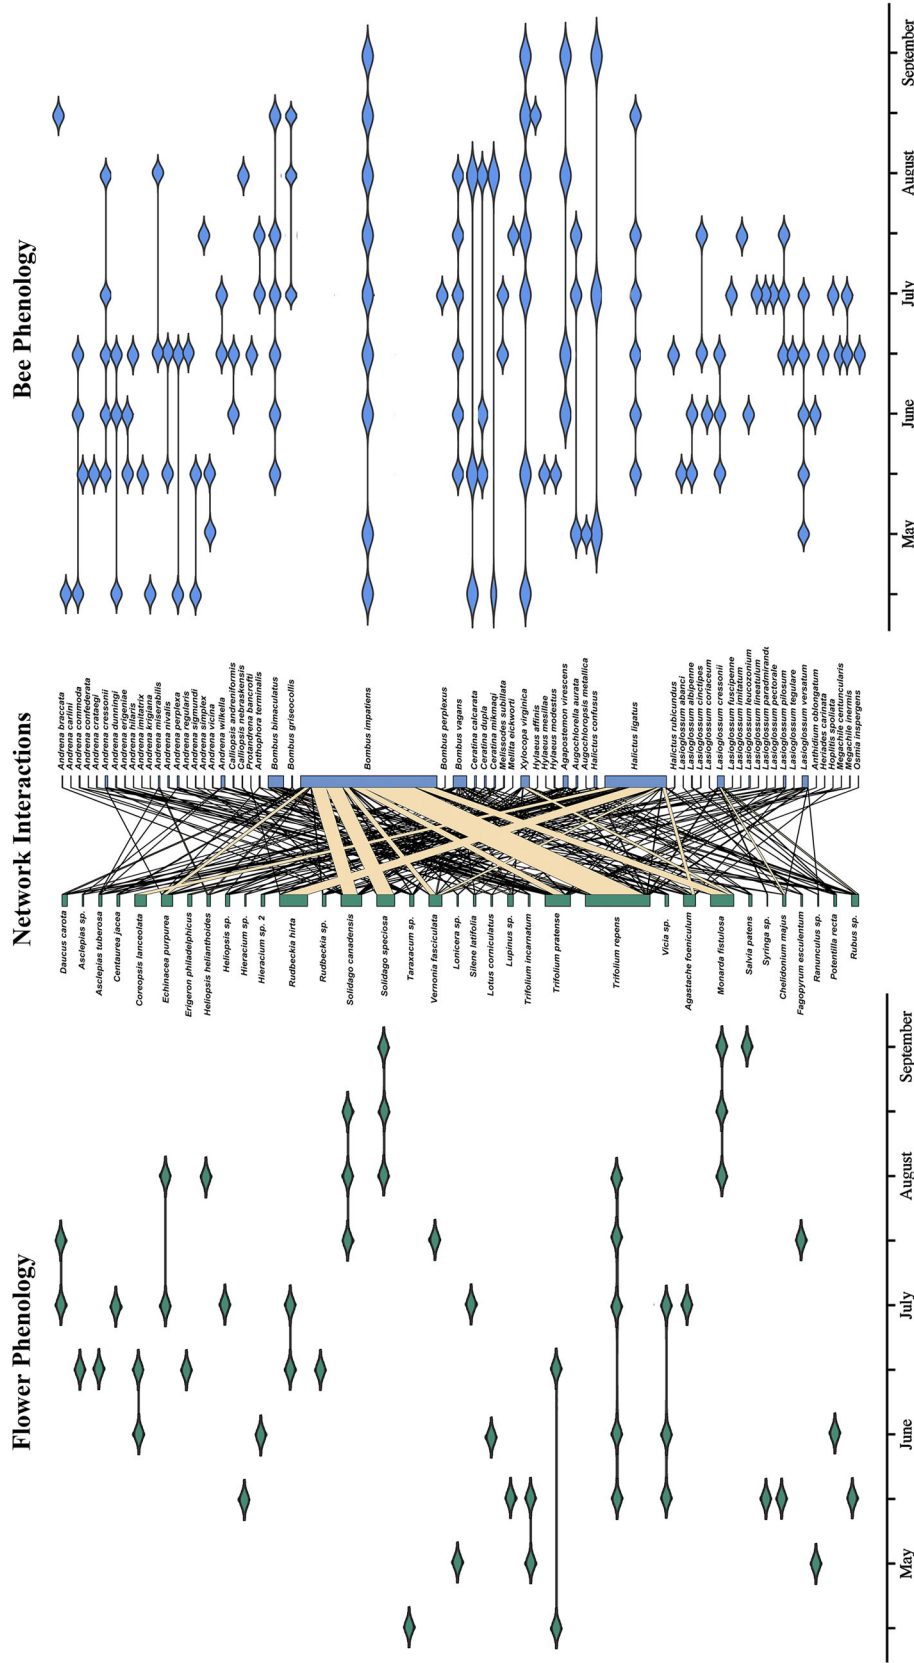 Bee Phenology
May
June
July
August
September
Network Interactions
Andrena braccata
Andrena carlini
Andrena commoda
Andrena confederata
Andrena crataegi
Andrena cressonii
Andrena dunningi
Andrena erigeniae
Andrena hilaris
Andrena imitatrix
Andrena krigiana
Andrena miserabilis
Andrena nivalis
Andrena perplexa
Andrena regularis
Andrena sigmundi
Andrena simplex
Andrena vicina
Andrena wilkella
Calliopsis andreniformis
Calliopsis nebraskensis
Protandrena bancrofti
Anthophora terminalis
Bombus bimaculatus
Bombus griseocollis
Bombus impatiens
Bombus perplexus
Bombus vagans
Ceratina calcarata
Ceratina dupla
Ceratina mikmaqi
Melissodes subillata
Mellita eickworti
Xylocopa virginica
Hylaeus affinis
Hylaeus mesillae
Hylaeus modestus
Agapostemon virescens
Augochlorella aurata
Augochloropsis metallica
Halictus confusus
Halictus ligatus
Halictus rubicundus
Lasioglossum abanci
Lasioglossum albipenne
Lasioglossum cinctipes
Lasioglossum coriaceum
Lasioglossum cressonii
Lasioglossum fuscipenne
Lasioglossum imitatum
Lasioglossum leucozonium
Lasioglossum lineatulum
Lasioglossum paradmirandu
Lasioglossum pectorale
Lasioglossum pilosum
Lasioglossum tegulare
Lasioglossum versatum
Anthidium oblongatum
Heriades carinata
Hoplitis spoliata
Megachile centuncularis
Megachile inermis
Osmia inspergens
Daucus carota
Asclepias sp.
Asclepias tuberosa
Centaurea jacea
Coreopsis lanceolata
Echinacea purpurea
Erigeron philadelphicus
Heliopsis helianthoides
Heliopsis sp.
Hieracium sp.
Hieracium sp. 2
Rudbeckia hirta
Rudbeckia sp.
Solidago canadensis
Solidago speciosa
Taraxacum sp.
Vernonia fasciculata
Lonicera sp.
Silene latifolia
Lotus corniculatus
Lupinus sp.
Trifolium incarnatum
Trifolium pratense
Trifolium repens
Vicia sp.
Agastache foeniculum
Monarda fistulosa
Salvia patens
Syringa sp.
Chelidonium majus
Fagopyrum esculentum
Ranunculus sp.
Potentilla recta
Rubus sp.
Flower Phenology
May
June
July
August
September